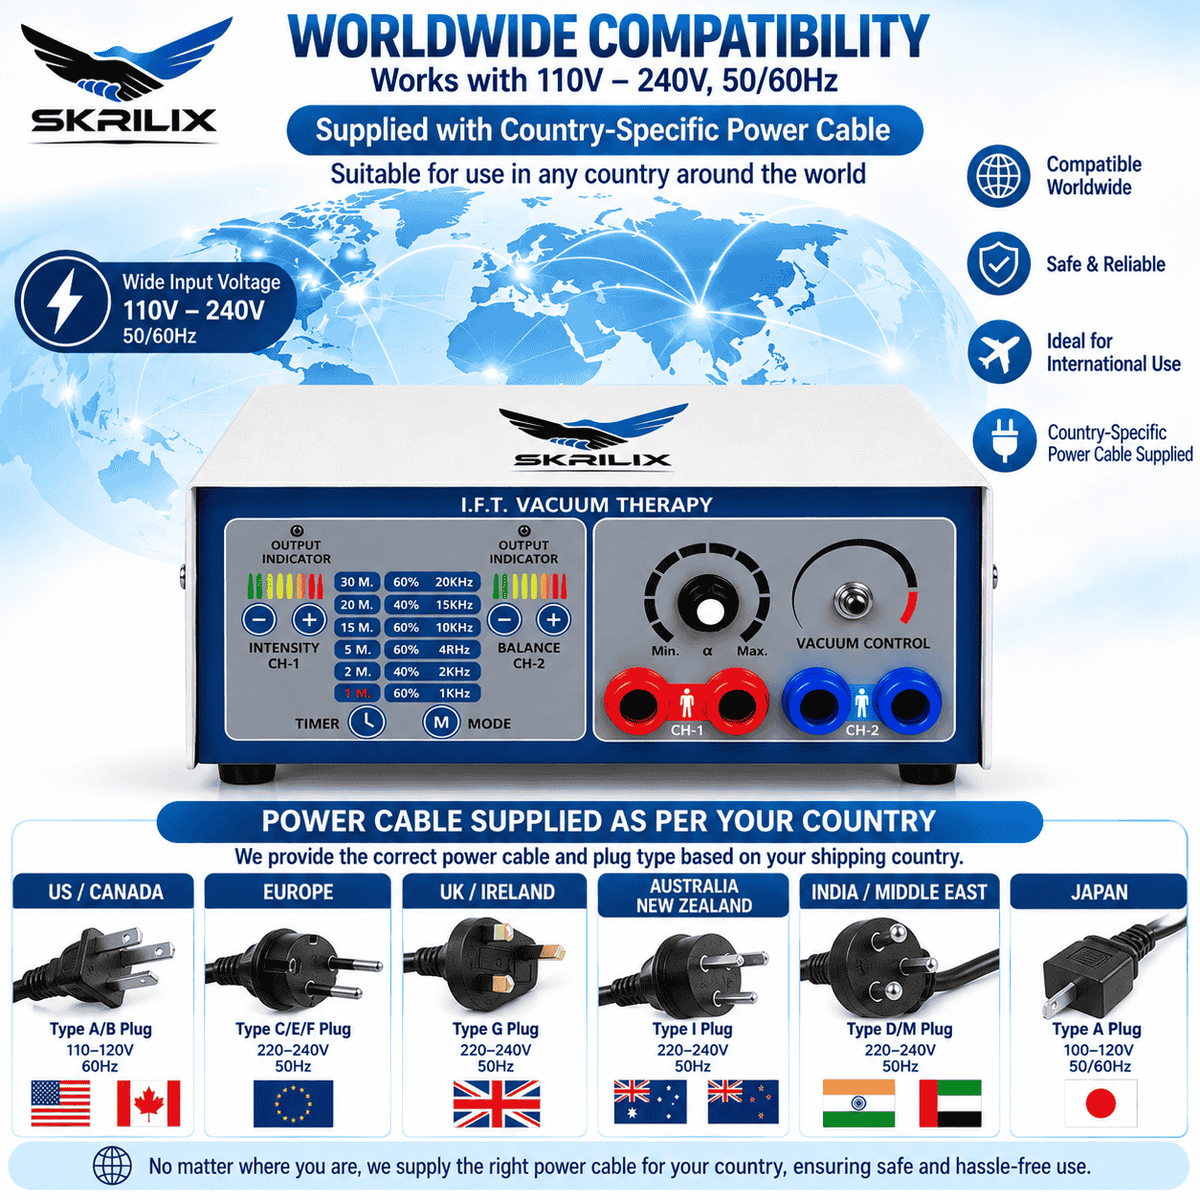 SKRILIX
WORLDWIDE COMPATIBILITY
Works with 110V – 240V, 50/60Hz
Supplied with Country-Specific Power Cable
Suitable for use in any country around the world
Compatible
Worldwide
Safe & Reliable
Ideal for
International Use
Country-Specific
Power Cable Supplied
Wide Input Voltage
110V – 240V
50/60Hz
SKRILIX
I.F.T. VACUUM THERAPY
OUTPUT
INDICATOR
OUTPUT
INDICATOR
30 M. 60% 20KHz
20 M. 40% 15KHz
15 M. 60% 10KHz
5 M. 60% 4RHz
2 M. 40% 2KHz
1 M. 60% 1KHz
INTENSITY
CH-1
BALANCE
CH-2
TIMER
M MODE
Min. α Max.
VACUUM CONTROL
CH-1
CH-2
POWER CABLE SUPPLIED AS PER YOUR COUNTRY
We provide the correct power cable and plug type based on your shipping country.
US / CANADA
Type A/B Plug
110–120V
60Hz
EUROPE
Type C/E/F Plug
220–240V
50Hz
UK / IRELAND
Type G Plug
220–240V
50Hz
AUSTRALIA
NEW ZEALAND
Type I Plug
220–240V
50Hz
INDIA / MIDDLE EAST
Type D/M Plug
220–240V
50Hz
JAPAN
Type A Plug
100–120V
50/60Hz
No matter where you are, we supply the right power cable for your country, ensuring safe and hassle-free use.